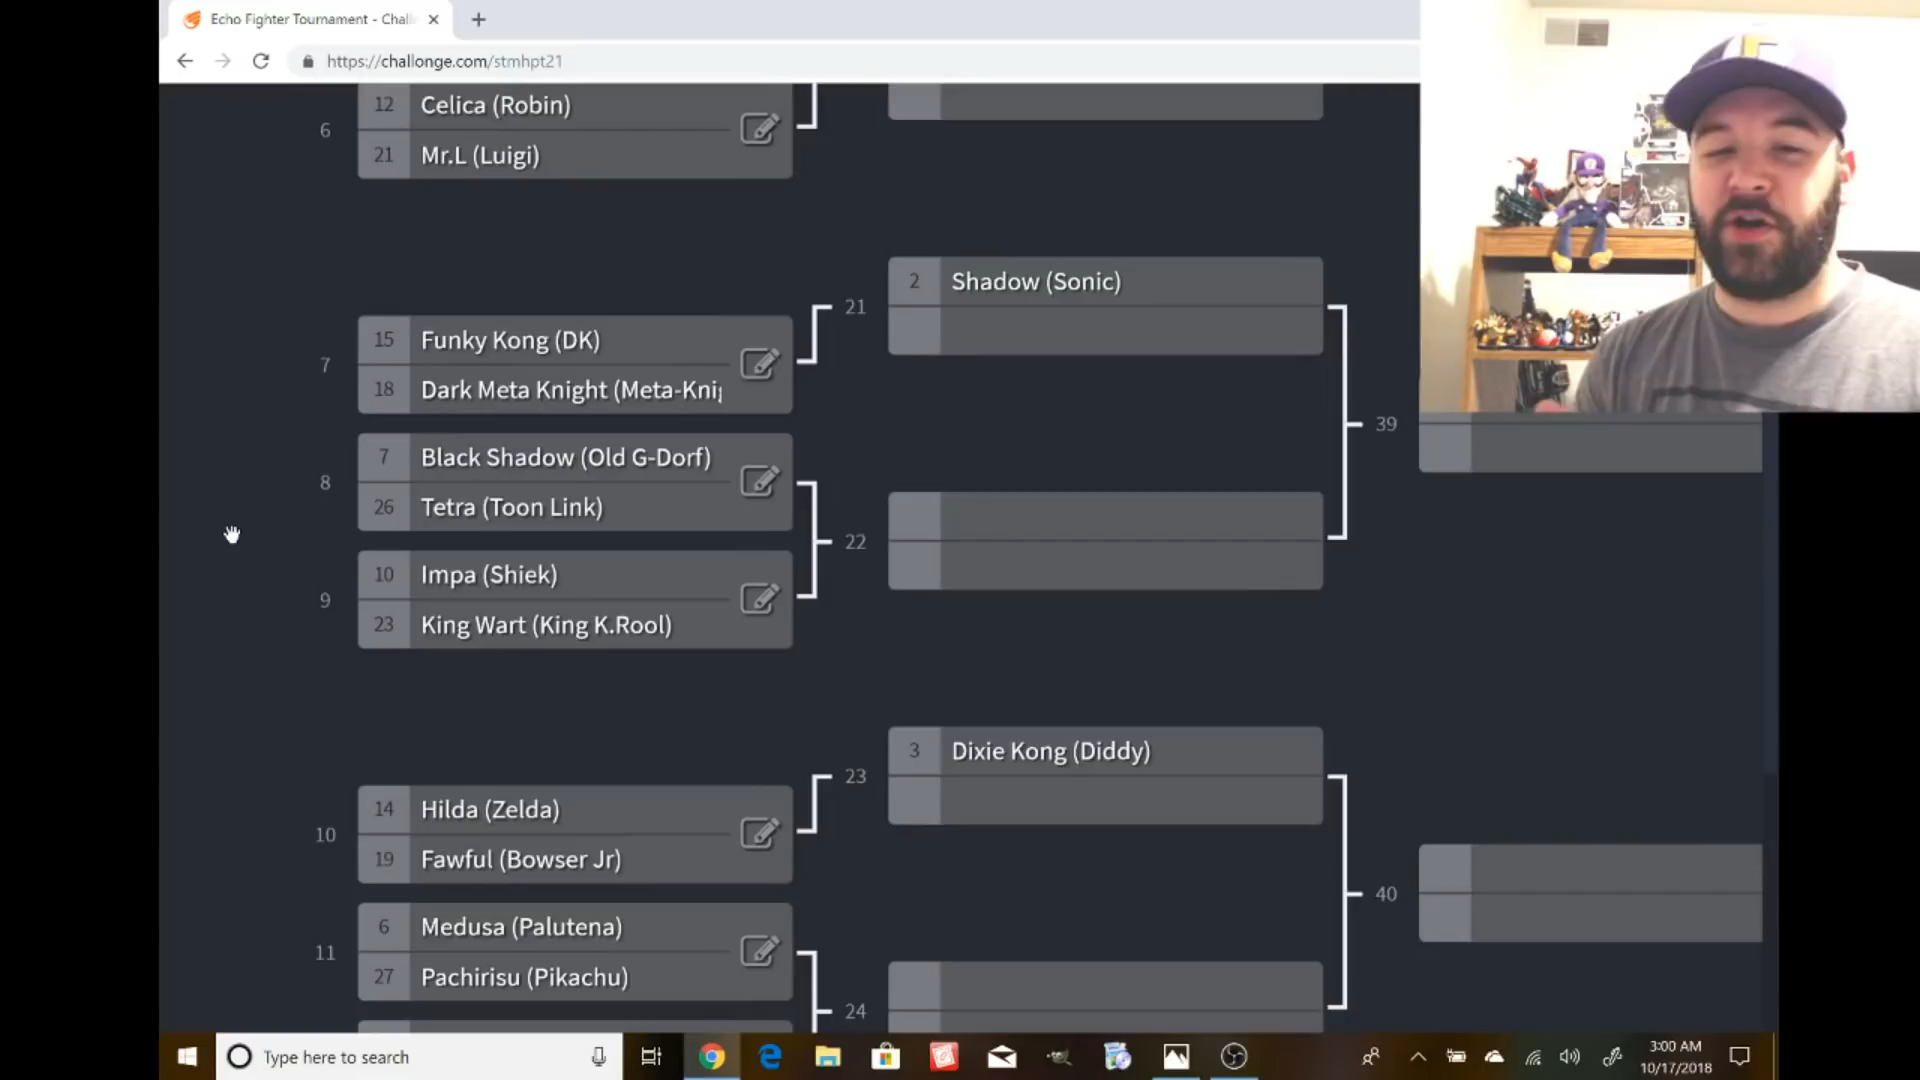 Echo Fighter Tournament - Chall
https://challonge.com/stmhpt21
6
12 Celica (Robin)
21 Mr.L (Luigi)
7
15 Funky Kong (DK)
18 Dark Meta Knight (Meta-Knig
8
7 Black Shadow (Old G-Dorf)
26 Tetra (Toon Link)
9
10 Impa (Shiek)
23 King Wart (King K.Rool)
10
14 Hilda (Zelda)
19 Fawful (Bowser Jr)
11
6 Medusa (Palutena)
27 Pachirisu (Pikachu)
21
2 Shadow (Sonic)
22
23
3 Dixie Kong (Diddy)
24
39
40
Type here to search
3:00 AM
10/17/2018